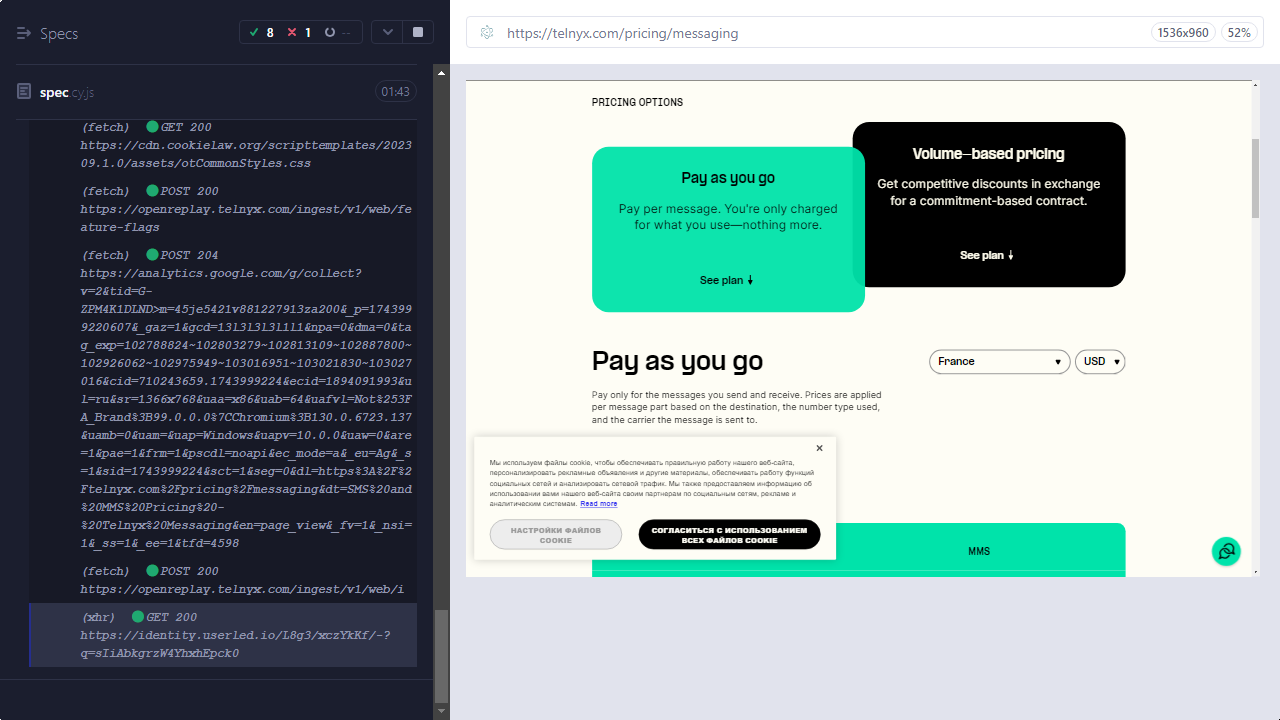 Specs
8
1
--
spec.cy.js
01:43
(fetch) GET 200
https://cdn.cookielaw.org/scripttemplates/2023
09.1.0/assets/otCommonStyles.css
(fetch) POST 200
https://openreplay.telnyx.com/ingest/v1/web/fe
ature-flags
(fetch) POST 204
https://analytics.google.com/g/collect?
v=2&tid=G-
ZPM4K1DLND&gtm=45je5421v881227913za200&_p=174399
9220607&_gaz=1&gcd=13l3l3l3l1l1&npa=0&dma=0&ta
g_exp=102788824~102803279~102813109~102887800~
102926062~102975949~103016951~103021830~103027
016&cid=710243659.1743999224&ecid=1894091993&u
l=ru&sr=1366x768&uaa=x86&uab=64&uafvl=Not%253F
A_Brand%3B99.0.0.0%7CChromium%3B130.0.6723.137
&uamb=0&uam=&uap=Windows&uapv=10.0.0&uaw=0&are
=1&pae=1&frm=1&pscdl=noapi&ec_mode=a&_eu=Ag&_s
=1&sid=1743999224&sct=1&seg=0&dl=https%3A%2F%2
Ftelnyx.com%2Fpricing%2Fmessaging&dt=SMS%20and
%20MMS%20Pricing%20-
%20Telnyx%20Messaging&en=page_view&_fv=1&_nsi=
1&_ss=1&_ee=1&tfd=4598
(fetch) POST 200
https://openreplay.telnyx.com/ingest/v1/web/i
(xhr) GET 200
https://identity.userled.io/L8g3/xczYkKf/-?
q=sIiAbkgrzW4YhxhEpck0
https://telnyx.com/pricing/messaging
1536x960
52%
PRICING OPTIONS
Pay as you go
Pay per message. You're only charged
for what you use—nothing more.
See plan ↓
Volume-based pricing
Get competitive discounts in exchange
for a commitment-based contract.
See plan ↓
Pay as you go
France
USD
Pay only for the messages you send and receive. Prices are applied
per message part based on the destination, the number type used,
and the carrier the message is sent to.
Мы используем файлы cookie, чтобы обеспечивать правильную работу нашего веб-сайта,
персонализировать рекламные объявления и другие материалы, обеспечивать работу функций
социальных сетей и анализировать сетевой трафик. Мы также предоставляем информацию об
использовании вами нашего веб-сайта своим партнерам по социальным сетям, рекламе и
аналитическим системам. Read more
НАСТРОЙКИ ФАЙЛОВ
COOKIE
СОГЛАСИТЬСЯ С ИСПОЛЬЗОВАНИЕМ
ВСЕХ ФАЙЛОВ COOKIE
MMS